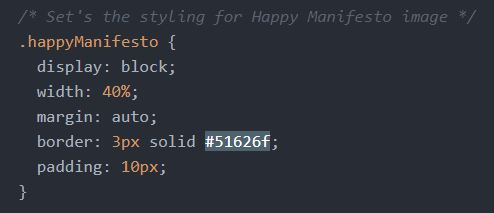 /* Set's the styling for Happy Manifesto image */
.happyManifesto {
display: block;
width: 40%;
margin: auto;
border: 3px solid #51626f;
padding: 10px;
}